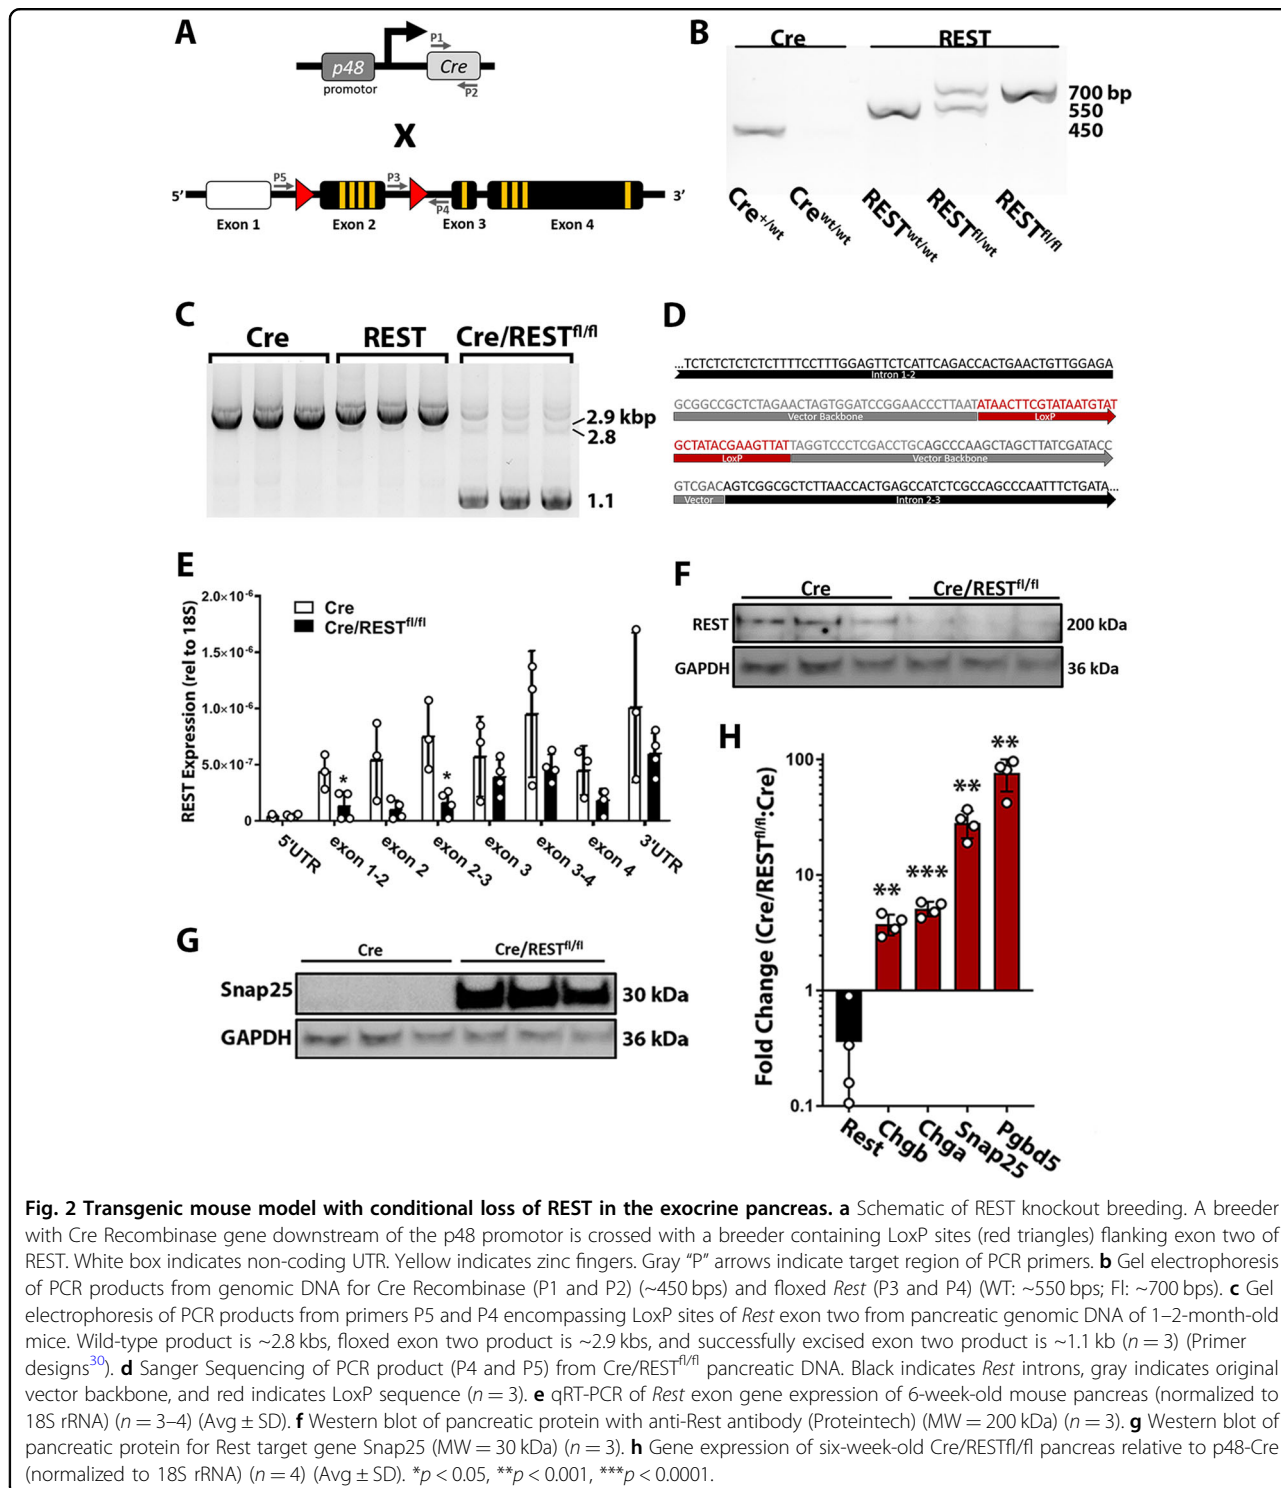 A
P1
p48
Cre
promotor
P2
X
P5
P3
5'
3'
P4
Exon 1
Exon 2
Exon 3
Exon 4
B
Cre
REST
700 bp
550
450
Cre+/wt
Crewt/wt
RESTwt/wt
RESTfl/wt
RESTfl/fl
C
Cre
REST
Cre/RESTfl/fl
2.9 kbp
2.8
1.1
D
...TCTCTCTCTCTCTTTTCCTTTGGAGTTCTCATTCAGACCACTGAACTGTTGGAGA
Intron 1-2
GCGGCCGCTCTAGAACTAGTGGATCCGGAACCCTTAATATAACTTCGTATAATGTAT
Vector Backbone
LoxP
GCTATACGAAGTTATTAGGTCCCTCGACCTGCAGCCCAAGCTAGCTTATCGATACC
LoxP
Vector Backbone
GTCGACAGTCGGCGCTCTTAACCACTGAGCCATCTCGCCAGCCCAATTTCTGATA...
Vector
Intron 2-3
E
REST Expression (rel to 18S)
2.0×10-6
1.5×10-6
1.0×10-6
5.0×10-7
0
Cre
Cre/RESTfl/fl
*
*
5'UTR
exon 1-2
exon 2
exon 2-3
exon 3
exon 3-4
exon 4
3'UTR
F
Cre
Cre/RESTfl/fl
REST
200 kDa
GAPDH
36 kDa
G
Cre
Cre/RESTfl/fl
Snap25
30 kDa
GAPDH
36 kDa
H
Fold Change (Cre/RESTfl/fl:Cre)
100
10
1
0.1
**
***
**
**
Rest
Chgb
Chga
Snap25
Pgbd5
Fig. 2 Transgenic mouse model with conditional loss of REST in the exocrine pancreas. a Schematic of REST knockout breeding. A breeder
with Cre Recombinase gene downstream of the p48 promotor is crossed with a breeder containing LoxP sites (red triangles) flanking exon two of
REST. White box indicates non-coding UTR. Yellow indicates zinc fingers. Gray “P” arrows indicate target region of PCR primers. b Gel electrophoresis
of PCR products from genomic DNA for Cre Recombinase (P1 and P2) (~450 bps) and floxed Rest (P3 and P4) (WT: ~550 bps; Fl: ~700 bps). c Gel
electrophoresis of PCR products from primers P5 and P4 encompassing LoxP sites of Rest exon two from pancreatic genomic DNA of 1–2-month-old
mice. Wild-type product is ~2.8 kbs, floxed exon two product is ~2.9 kbs, and successfully excised exon two product is ~1.1 kb (n = 3) (Primer
designs30). d Sanger Sequencing of PCR product (P4 and P5) from Cre/RESTfl/fl pancreatic DNA. Black indicates Rest introns, gray indicates original
vector backbone, and red indicates LoxP sequence (n = 3). e qRT-PCR of Rest exon gene expression of 6-week-old mouse pancreas (normalized to
18S rRNA) (n = 3–4) (Avg ± SD). f Western blot of pancreatic protein with anti-Rest antibody (Proteintech) (MW = 200 kDa) (n = 3). g Western blot of
pancreatic protein for Rest target gene Snap25 (MW = 30 kDa) (n = 3). h Gene expression of six-week-old Cre/RESTfl/fl pancreas relative to p48-Cre
(normalized to 18S rRNA) (n = 4) (Avg ± SD). *p < 0.05, **p < 0.001, ***p < 0.0001.